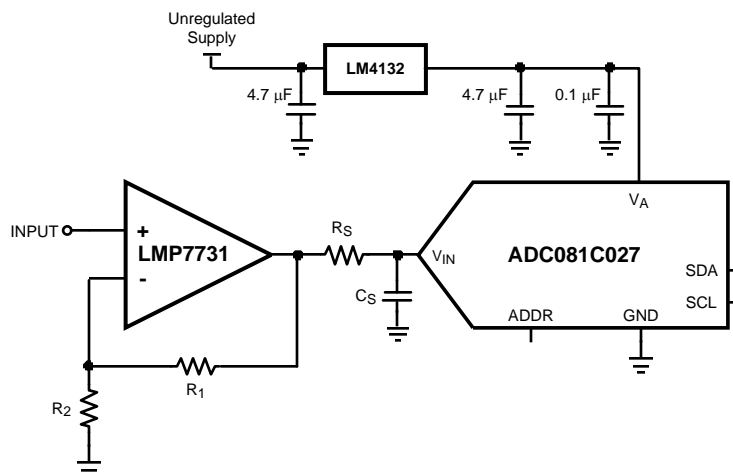 Unregulated
Supply
LM4132
4.7 µF
4.7 µF
0.1 µF
VA
INPUT
+
-
LMP7731
RS
CS
VIN
ADC081C027
SDA
SCL
ADDR
GND
R1
R2